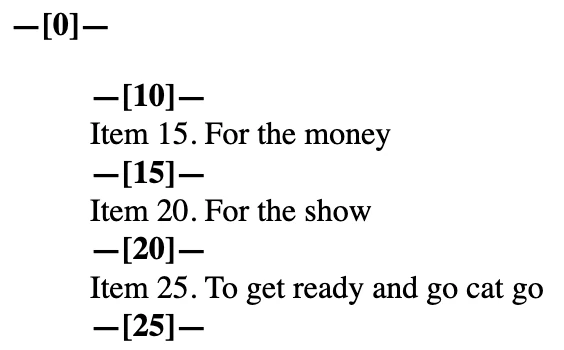 —[0]—
—[10]—
Item 15. For the money
—[15]—
Item 20. For the show
—[20]—
Item 25. To get ready and go cat go
—[25]—